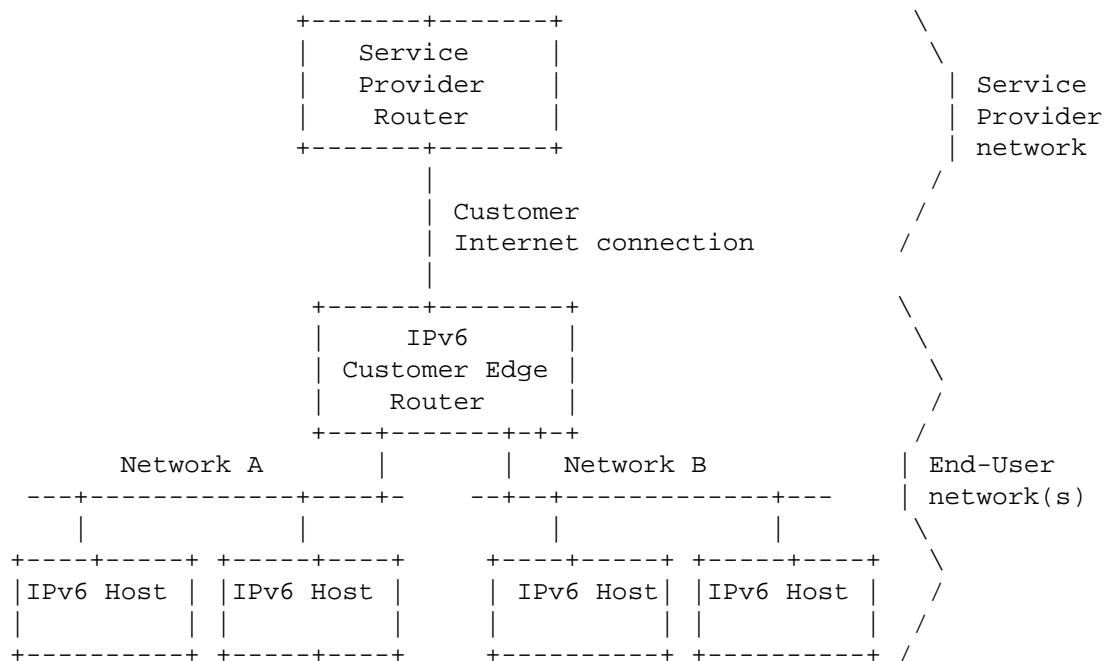 Service
Provider
Router
Service
Provider
network
Customer
Internet connection
IPv6
Customer Edge
Router
Network A
Network B
End-User
network(s)
IPv6 Host
IPv6 Host
IPv6 Host
IPv6 Host